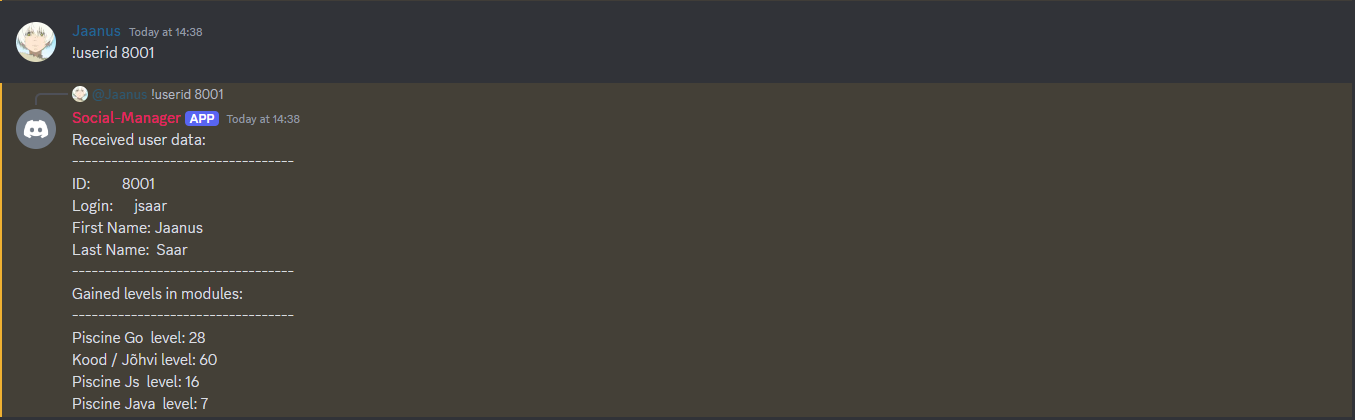 Jaanus Today at 14:38
!userid 8001
@Jaanus !userid 8001
Social-Manager APP Today at 14:38
Received user data:
----------------------------------
ID: 8001
Login: jsaar
First Name: Jaanus
Last Name: Saar
----------------------------------
Gained levels in modules:
----------------------------------
Piscine Go level: 28
Kood / Jõhvi level: 60
Piscine Js level: 16
Piscine Java level: 7